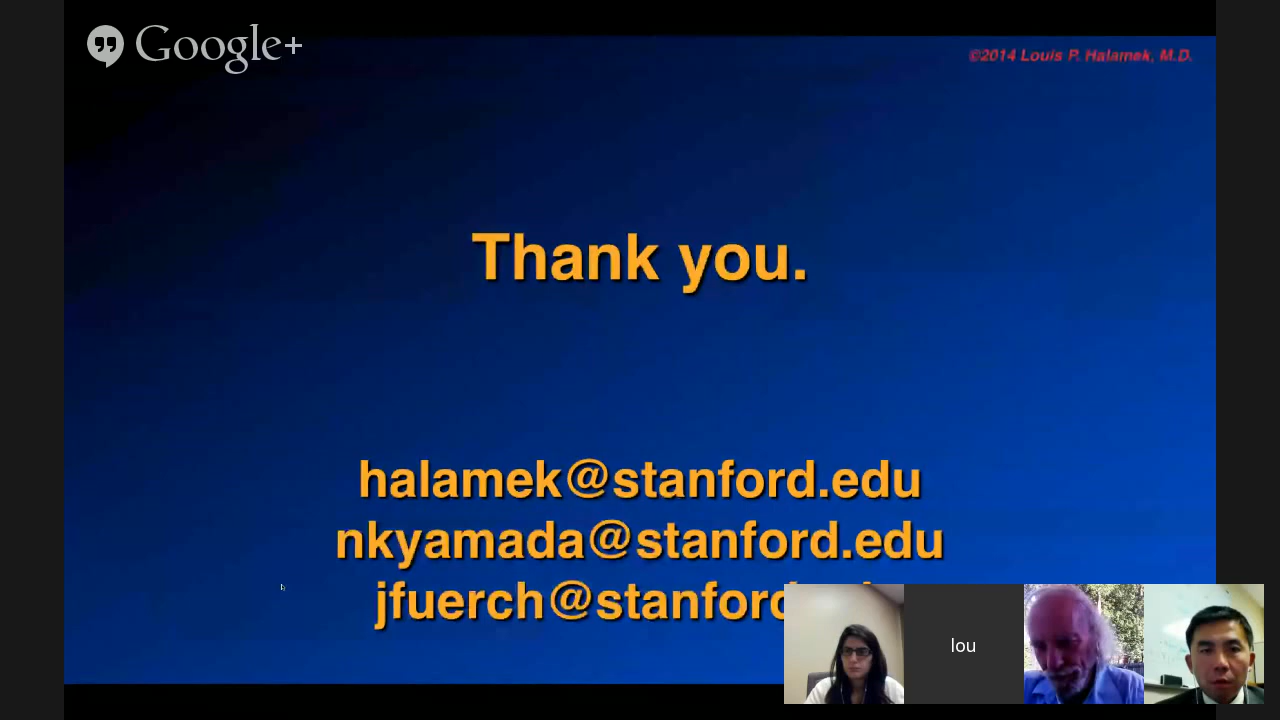 Google+
©2014 Louis P. Halamek, M.D.
Thank you.
halamek@stanford.edu
nkyamada@stanford.edu
jfuerch@stanford
lou